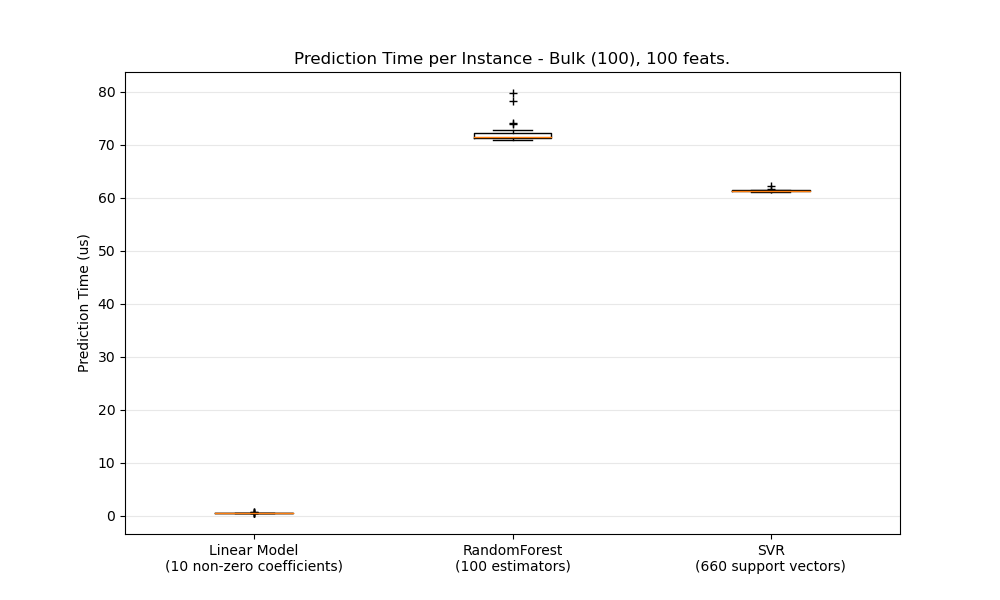 Prediction Time per Instance - Bulk (100), 100 feats.
Prediction Time (us)
80
70
60
50
40
30
20
10
0
Linear Model
(10 non-zero coefficients)
RandomForest
(100 estimators)
SVR
(660 support vectors)